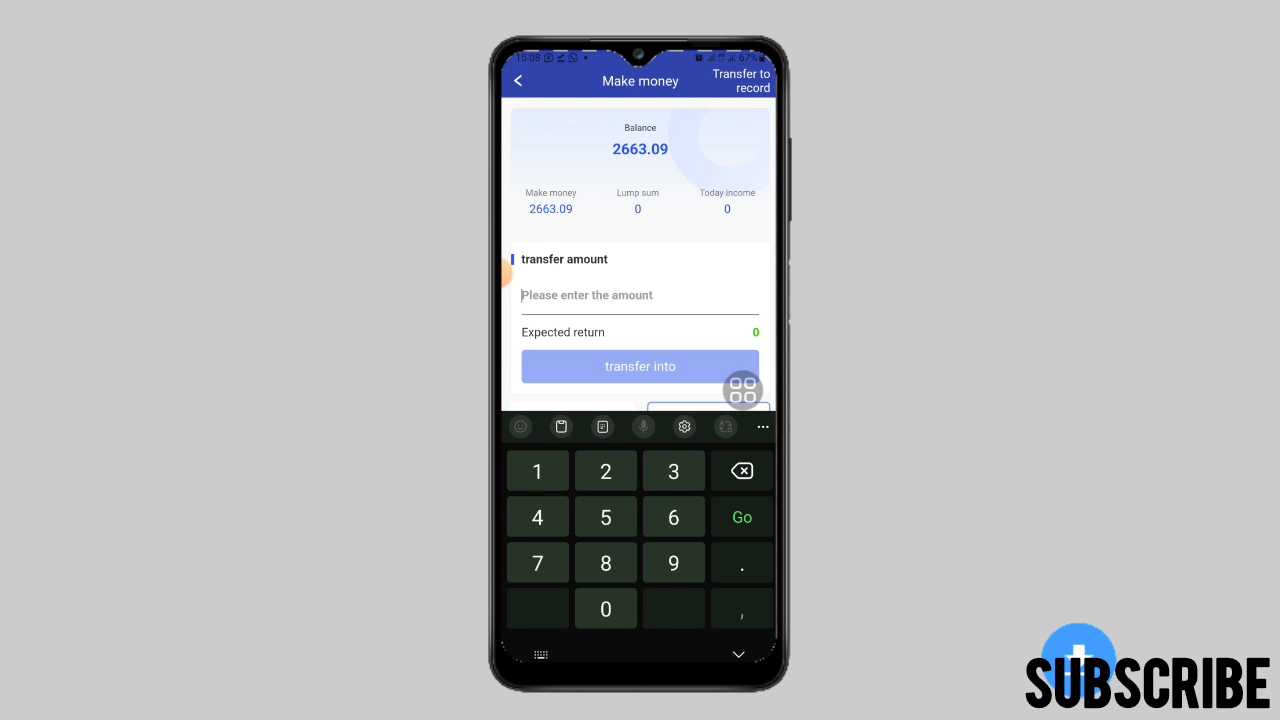 15:08 67%
Make money
Transfer to
record
Balance
2663.09
Make money Lump sum Today income
2663.09 0 0
transfer amount
Please enter the amount
Expected return 0
transfer into
1 2 3
4 5 6 Go
7 8 9 .
0 ,
SUBSCRIBE